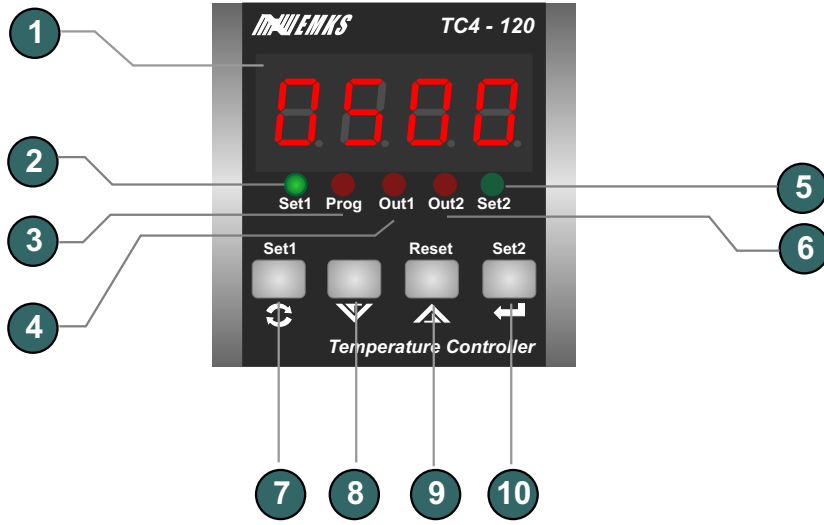 EMKS TC4 - 120
1
0500
2
5
Set1 Prog Out1 Out2 Set2
3
6
Set1 Reset Set2
4
Temperature Controller
7 8 9 10